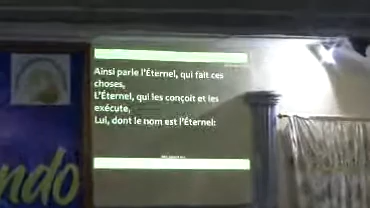 Ainsi parle l'Éternel, qui fait ces
choses,
L'Éternel, qui les conçoit et les
exécute,
Lui, dont le nom est l'Éternel:
ndo